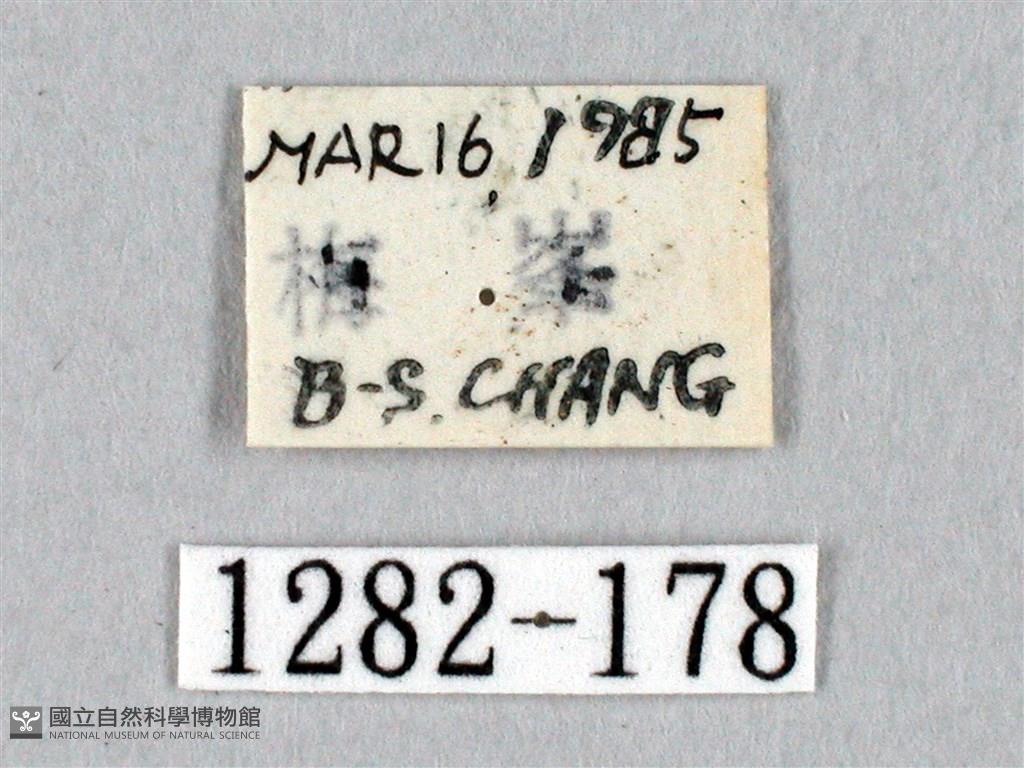 MAR 16, 1985
梅峯
B-S. CHANG
1282-178
國立自然科學博物館
NATIONAL MUSEUM OF NATURAL SCIENCE